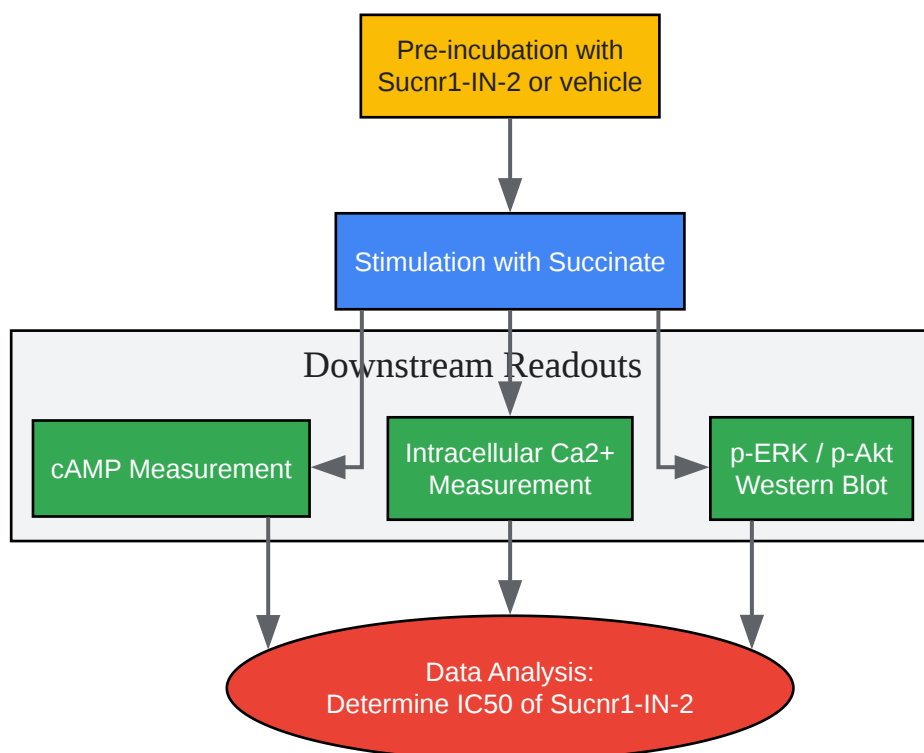 Pre-incubation with
Sucnr1-IN-2 or vehicle
Stimulation with Succinate
Downstream Readouts
cAMP Measurement
Intracellular Ca2+
Measurement
p-ERK / p-Akt
Western Blot
Data Analysis:
Determine IC50 of Sucnr1-IN-2